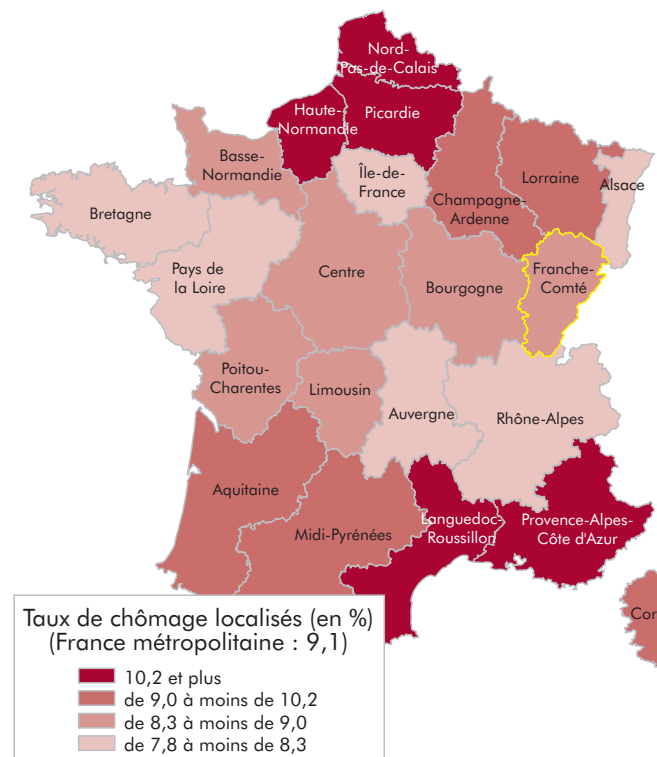 Nord-
Pas-de-Calais
Haute-
Normandie
Picardie
Basse-
Normandie
Île-de-
France
Champagne-
Ardenne
Lorraine
Alsace
Bretagne
Pays de
la Loire
Centre
Bourgogne
Franche-
Comté
Poitou-
Charentes
Limousin
Auvergne
Rhône-Alpes
Aquitaine
Midi-Pyrénées
Languedoc-
Roussillon
Provence-Alpes-
Côte d'Azur
Cor
Taux de chômage localisés (en %)
(France métropolitaine : 9,1)
10,2 et plus
de 9,0 à moins de 10,2
de 8,3 à moins de 9,0
de 7,8 à moins de 8,3